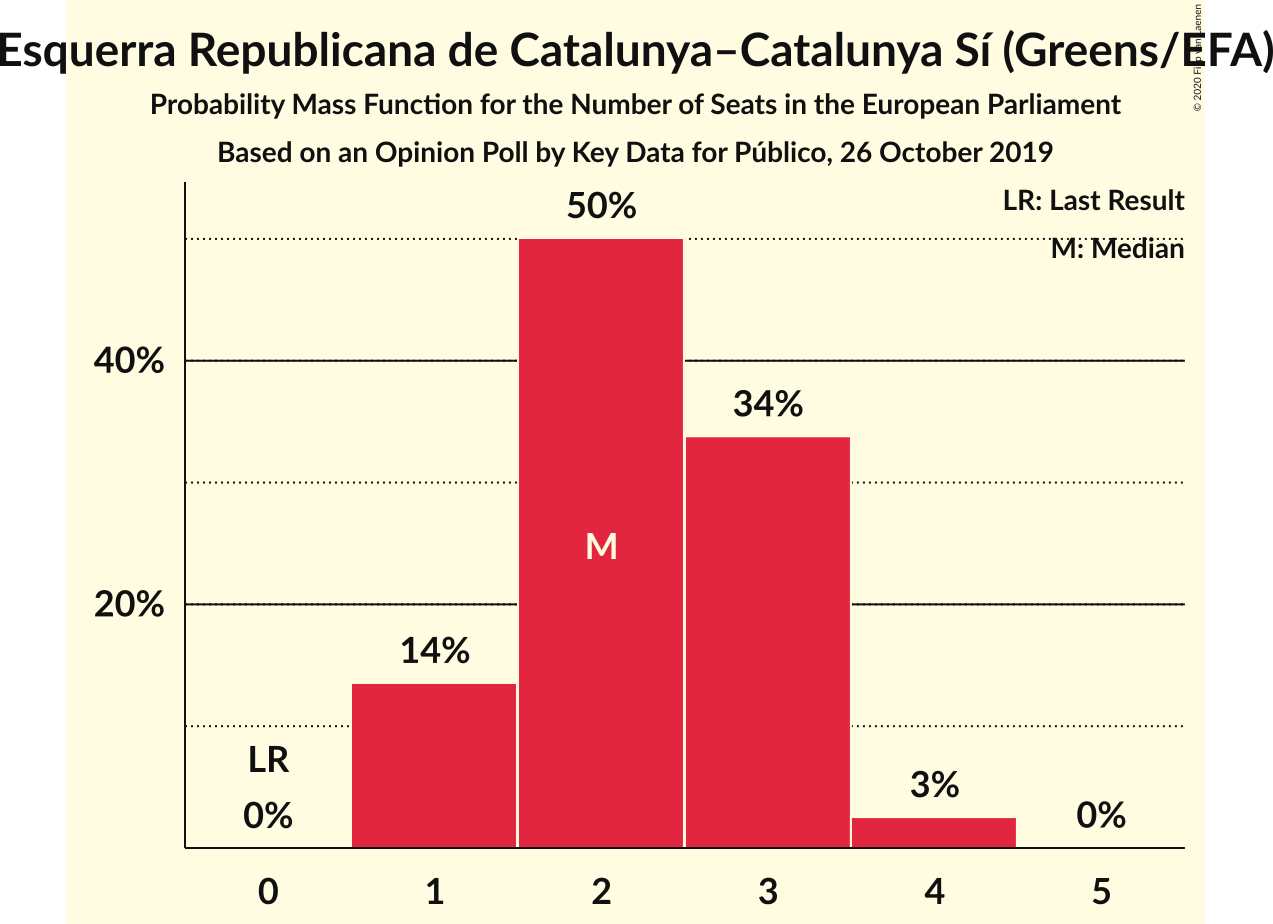 Esquerra Republicana de Catalunya–Catalunya Sí (Greens/EFA)
Probability Mass Function for the Number of Seats in the European Parliament
Based on an Opinion Poll by Key Data for Público, 26 October 2019
© 2020
LR: Last Result
M: Median
50%
40%
34%
M
20%
14%
LR
0%
3%
0%
0 1 2 3 4 5